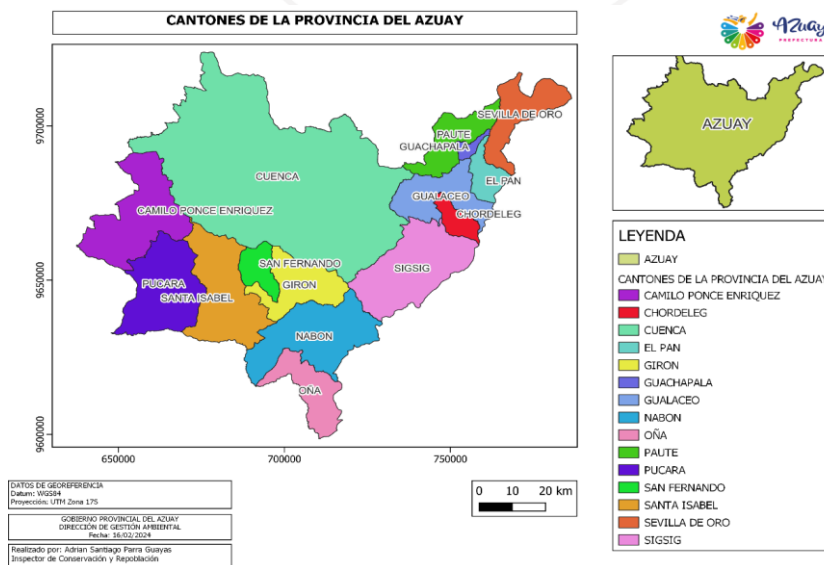 CANTONES DE LA PROVINCIA DEL AZUAY
Azuay
PREFECTURA
9700000
9650000
9600000
650000
700000
750000
SEVILLA DE ORO
PAUTE
GUACHAPALA
EL PAN
CUENCA
GUALACEO
CHORDELEG
CAMILO PONCE ENRIQUEZ
SAN FERNANDO
SIGSIG
PUCARA
GIRON
SANTA ISABEL
NABON
OÑA
AZUAY
LEYENDA
AZUAY
CANTONES DE LA PROVINCIA DEL AZUAY
CAMILO PONCE ENRIQUEZ
CHORDELEG
CUENCA
EL PAN
GIRON
GUACHAPALA
GUALACEO
NABON
OÑA
PAUTE
PUCARA
SAN FERNANDO
SANTA ISABEL
SEVILLA DE ORO
SIGSIG
0 10 20 km
DATOS DE GEOREFERENCIA
Datum: WGS84
Proyección: UTM Zona 17S
GOBIERNO PROVINCIAL DEL AZUAY
DIRECCIÓN DE GESTIÓN AMBIENTAL
Fecha: 16/02/2024
Realizado por: Adrian Santiago Parra Guayas
Inspector de Conservación y Repoblación